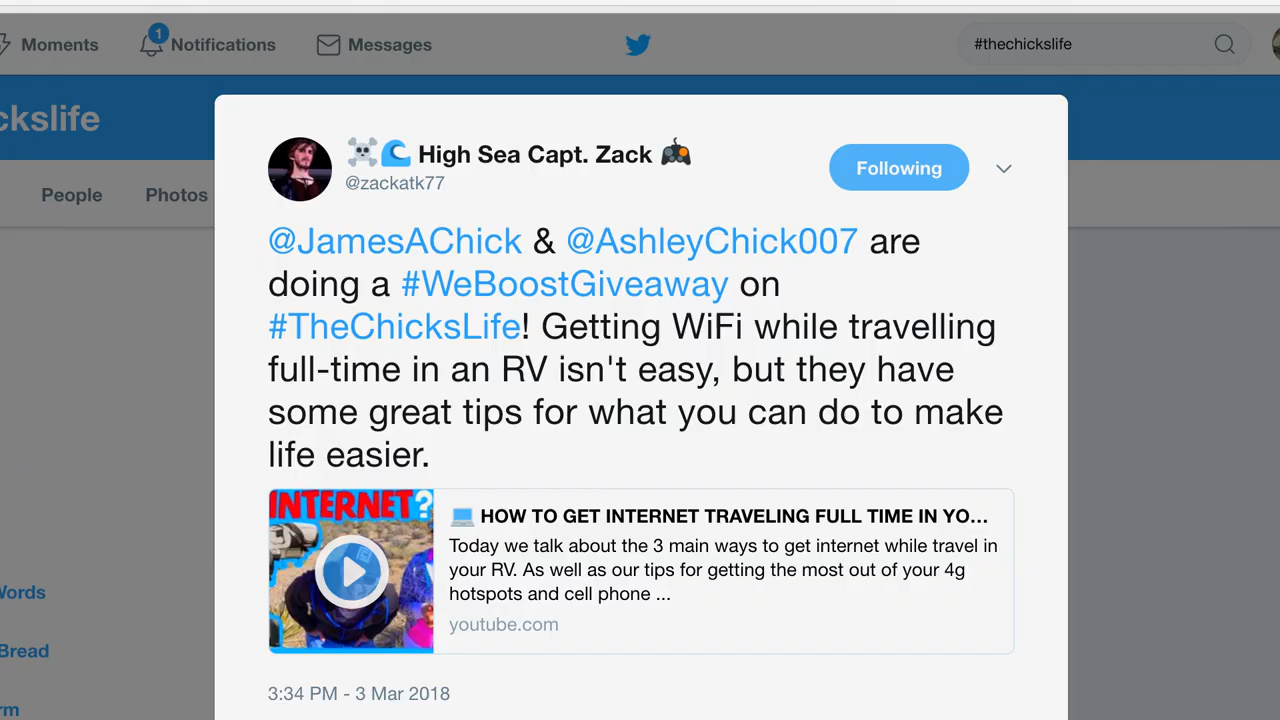 Moments
1
Notifications
Messages
#thechickslife
ckslife
People
Photos
High Sea Capt. Zack
@zackatk77
Following
@JamesAChick & @AshleyChick007 are
doing a #WeBoostGiveaway on
#TheChicksLife! Getting WiFi while travelling
full-time in an RV isn't easy, but they have
some great tips for what you can do to make
life easier.
INTERNET?
HOW TO GET INTERNET TRAVELING FULL TIME IN YO...
Today we talk about the 3 main ways to get internet while travel in
your RV. As well as our tips for getting the most out of your 4g
hotspots and cell phone ...
youtube.com
Words
Bread
rm
3:34 PM - 3 Mar 2018